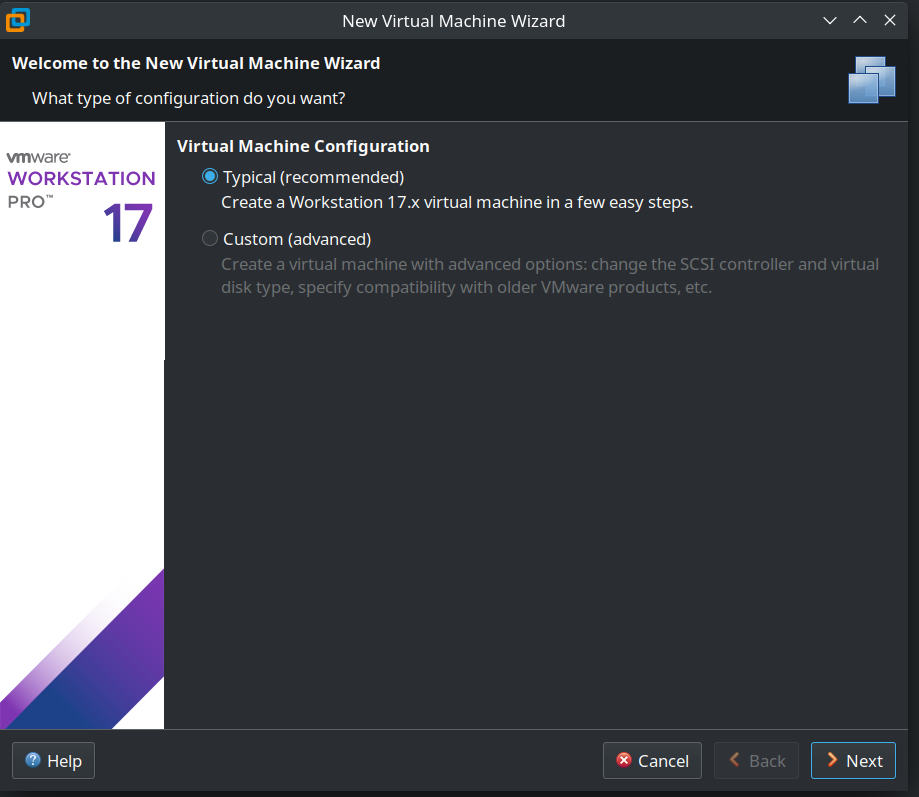 New Virtual Machine Wizard
Welcome to the New Virtual Machine Wizard
What type of configuration do you want?
vmware®
WORKSTATION
PRO™
17
Virtual Machine Configuration
Typical (recommended)
Create a Workstation 17.x virtual machine in a few easy steps.
Custom (advanced)
Create a virtual machine with advanced options: change the SCSI controller and virtual
disk type, specify compatibility with older VMware products, etc.
Help
Cancel
Back
Next